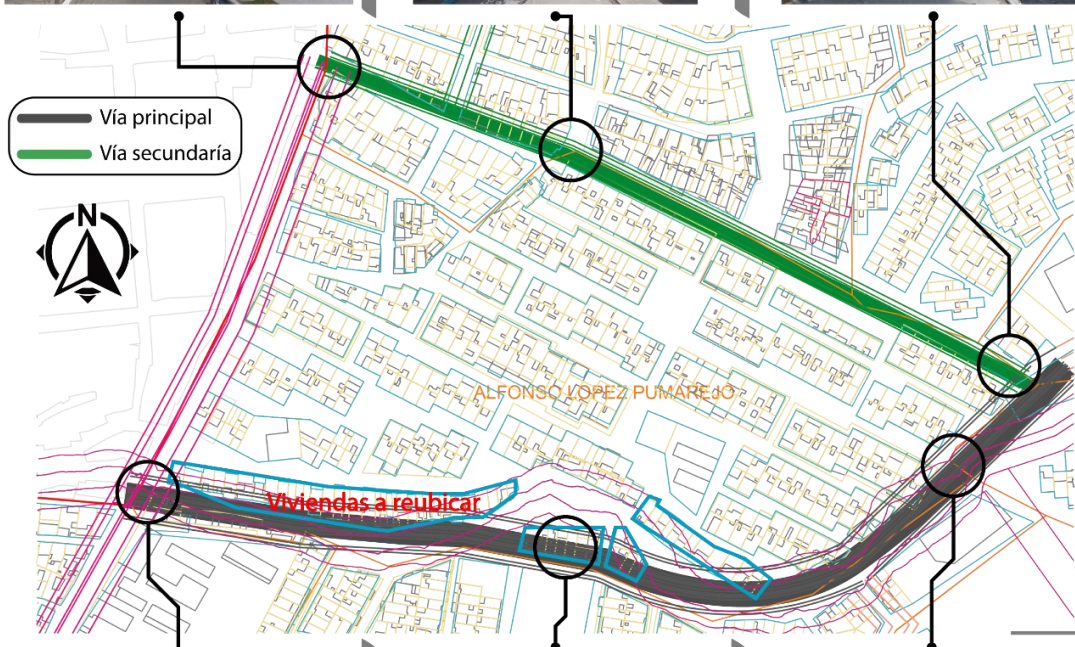 Vía principal
Vía secundaría
N
ALFONSO LOPEZ PUMAREJO
Viviendas a reubicar